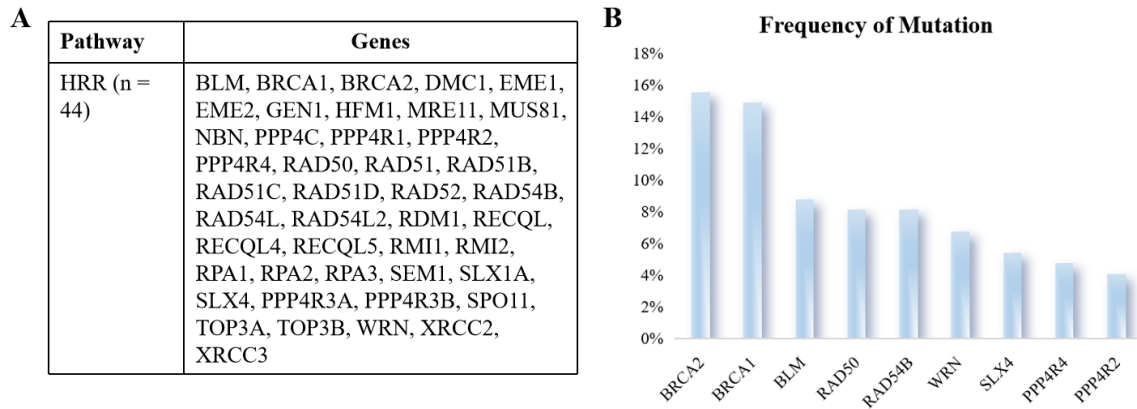 A
Pathway
Genes
HRR (n =
44)
BLM, BRCA1, BRCA2, DMC1, EME1,
EME2, GEN1, HFM1, MRE11, MUS81,
NBN, PPP4C, PPP4R1, PPP4R2,
PPP4R4, RAD50, RAD51, RAD51B,
RAD51C, RAD51D, RAD52, RAD54B,
RAD54L, RAD54L2, RDM1, RECQL,
RECQL4, RECQL5, RMI1, RMI2,
RPA1, RPA2, RPA3, SEM1, SLX1A,
SLX4, PPP4R3A, PPP4R3B, SPO11,
TOP3A, TOP3B, WRN, XRCC2,
XRCC3
B
Frequency of Mutation
18%
16%
14%
12%
10%
8%
6%
4%
2%
0%
BRCA2
BRCA1
BLM
RAD50
RAD54B
WRN
SLX4
PPP4R4
PPP4R2